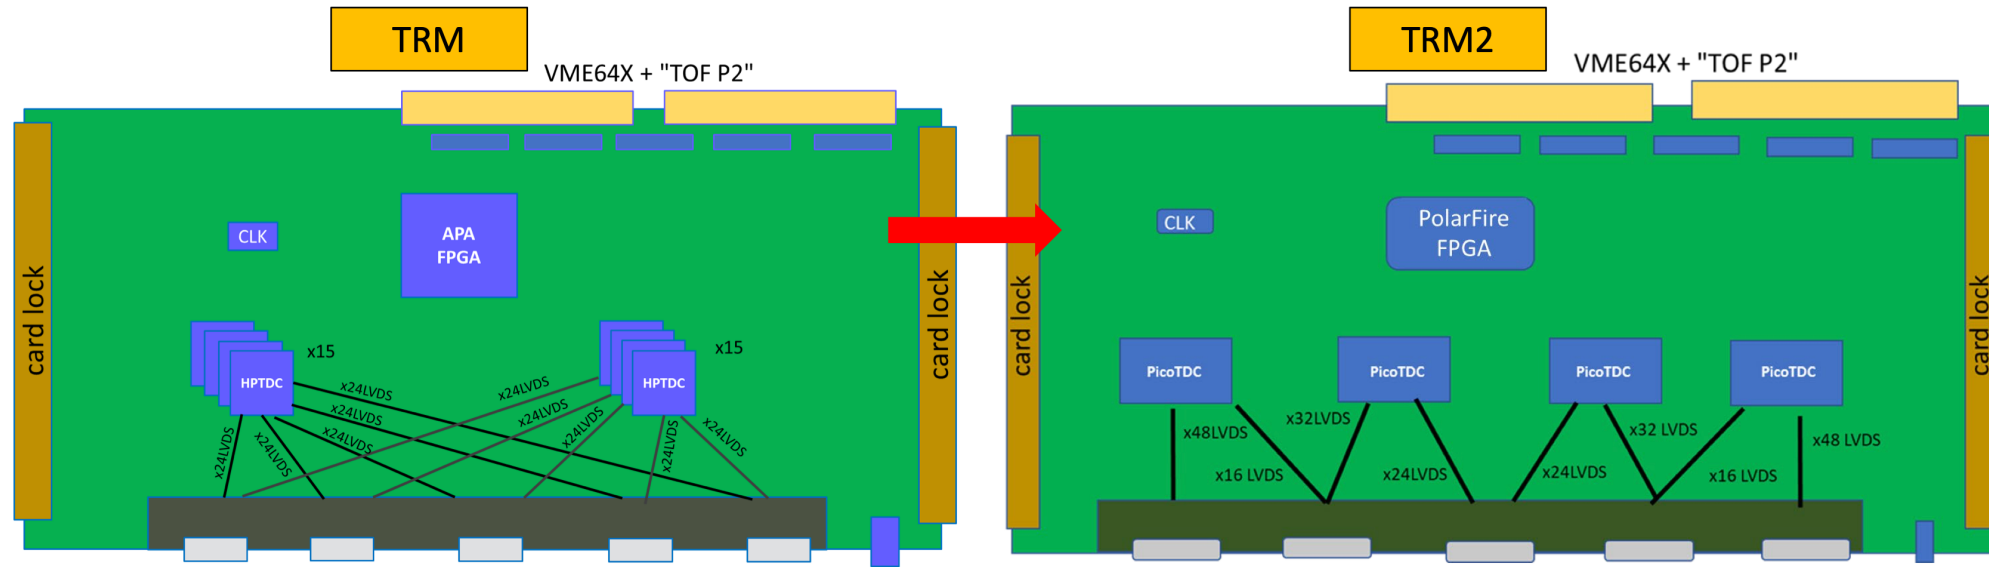 TRM
VME64X + "TOF P2"
card lock
CLK
APA
FPGA
card lock
HPTDC
x15
HPTDC
x15
x24LVDS
x24LVDS
x24LVDS
x24LVDS
x24LVDS
x24LVDS
x24LVDS
x24LVDS
x24LVDS
x24LVDS
TRM2
VME64X + "TOF P2"
card lock
CLK
PolarFire
FPGA
card lock
PicoTDC
PicoTDC
PicoTDC
PicoTDC
x48LVDS
x32LVDS
x32 LVDS
x48 LVDS
x16 LVDS
x24LVDS
x24LVDS
x16 LVDS